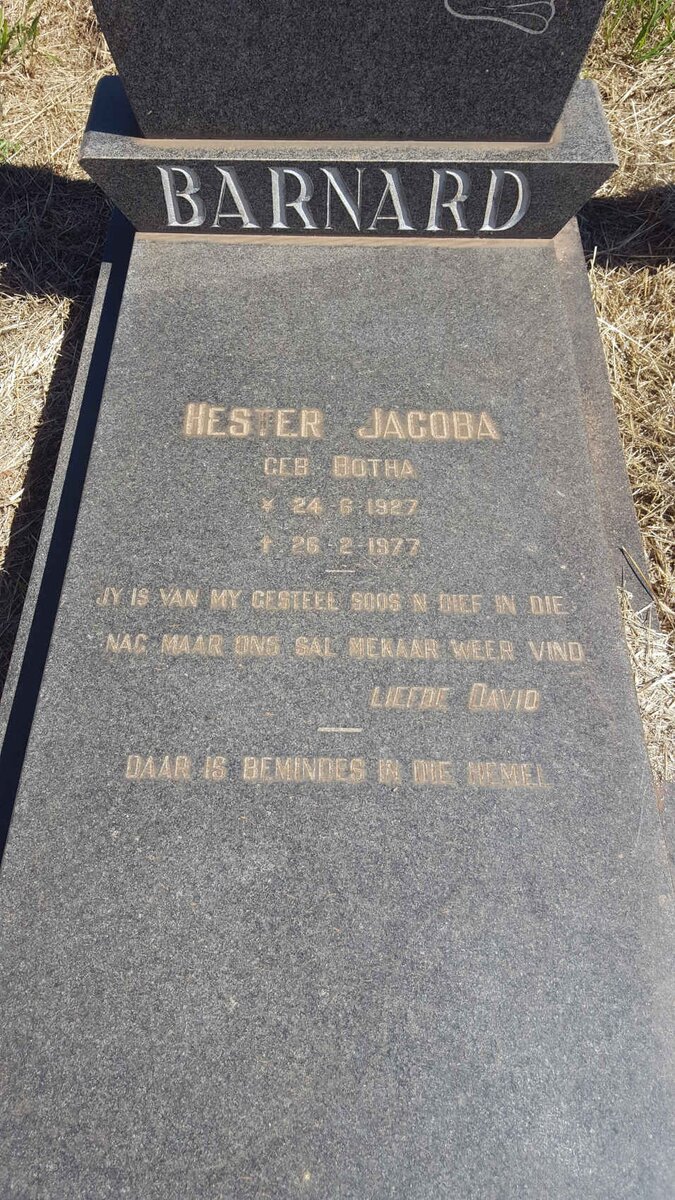 BARNARD
HESTER JACOBA
GEB BOTHA
* 24 6 1927
† 26 2 1977
JY IS VAN MY GESTEEL SOOS N DIEF IN DIE
NAG MAAR ONS SAL MEKAAR WEER VIND
LIEFDE DAVID
DAAR IS BEMINDES IN DIE HEMEL